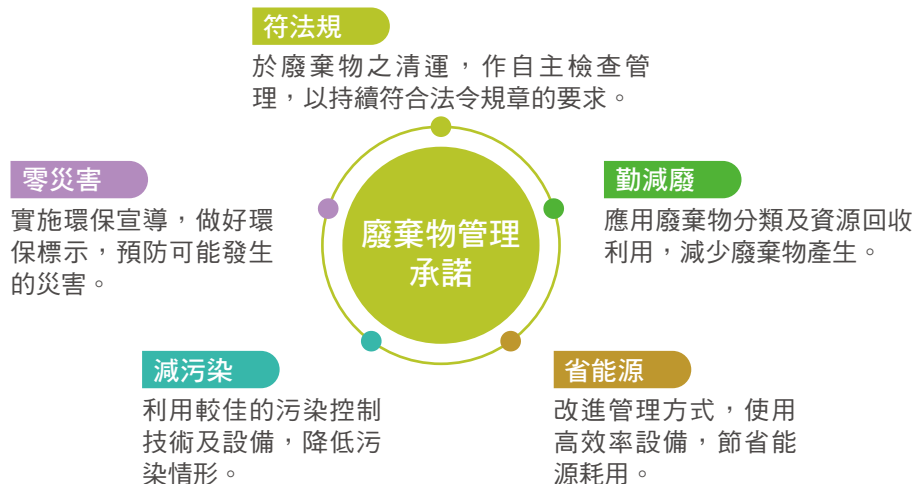 符法規
於廢棄物之清運，作自主檢查管
理，以持續符合法令規章的要求。
零災害
實施環保宣導，做好環
保標示，預防可能發生
的災害。
廢棄物管理
承諾
勤減廢
應用廢棄物分類及資源回收
利用，減少廢棄物產生。
減污染
利用較佳的污染控制
技術及設備，降低污
染情形。
省能源
改進管理方式，使用
高效率設備，節省能
源耗用。